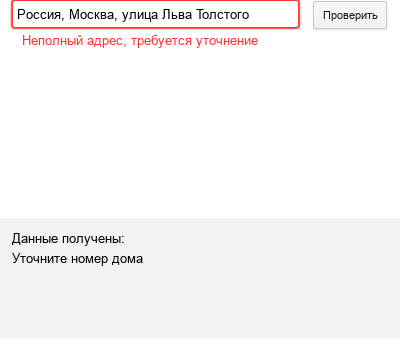 Россия, Москва, улица Льва Толстого
Проверить
Неполный адрес, требуется уточнение
Данные получены:
Уточните номер дома